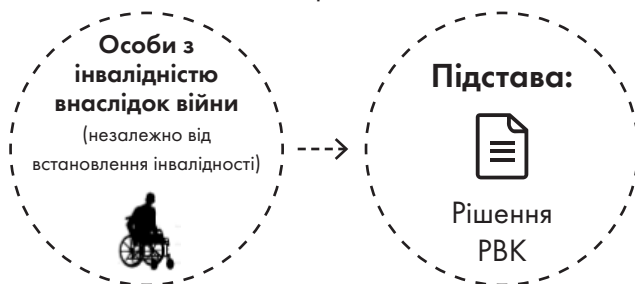 Особи з
інвалідністю
внаслідок війни
(незалежно від
встановлення інвалідності)
Підстава:
Рішення
РВК